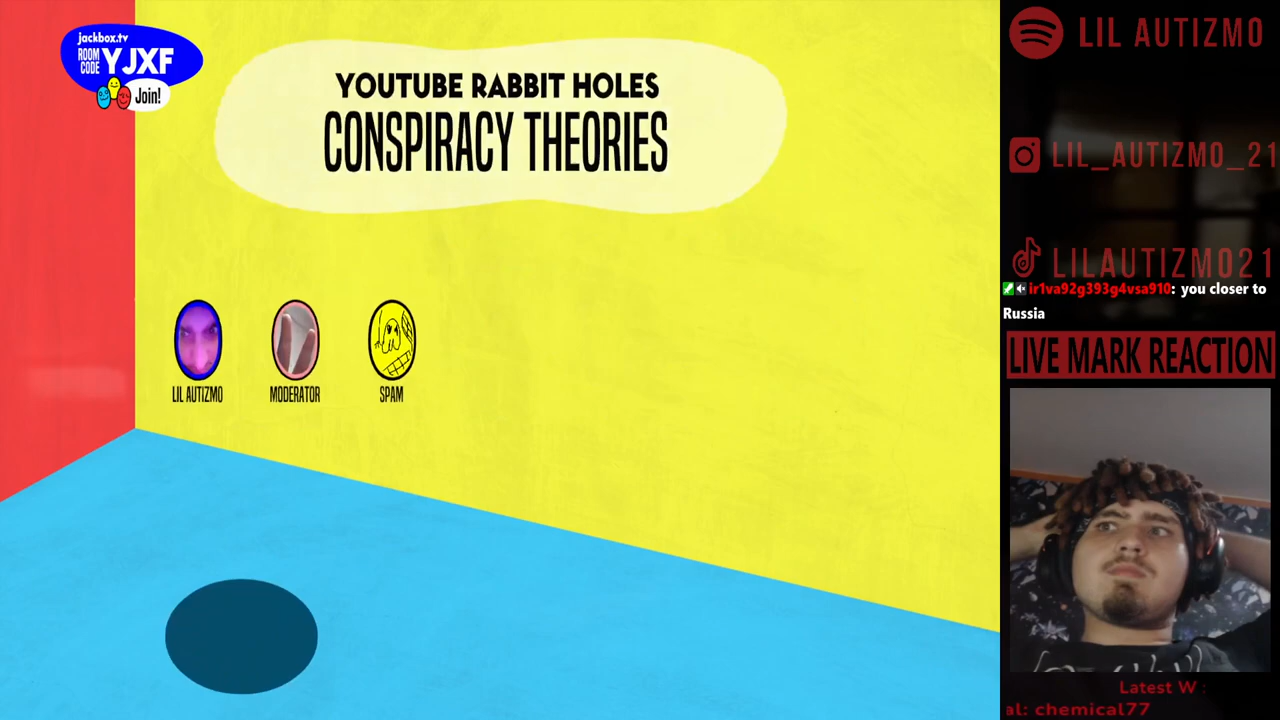 jackbox.tv
ROOM CODE YJXF
Join!
YOUTUBE RABBIT HOLES
CONSPIRACY THEORIES
LIL AUTIZMO
MODERATOR
SPAM
LIL AUTIZMO
LIL_AUTIZMO_21
LILAUTIZMO21
ir1va92g393g4vsa910: you closer to
Russia
LIVE MARK REACTION
Latest W :
al: chemical77